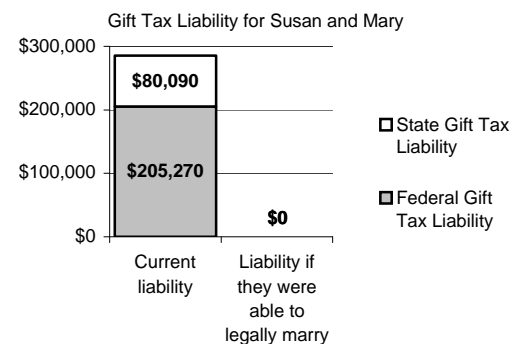 Gift Tax Liability for Susan and Mary
$300,000
$200,000
$100,000
$0
$80,090
$205,270
$0
Current
liability
Liability if
they were
able to
legally marry
State Gift Tax
Liability
Federal Gift
Tax Liability